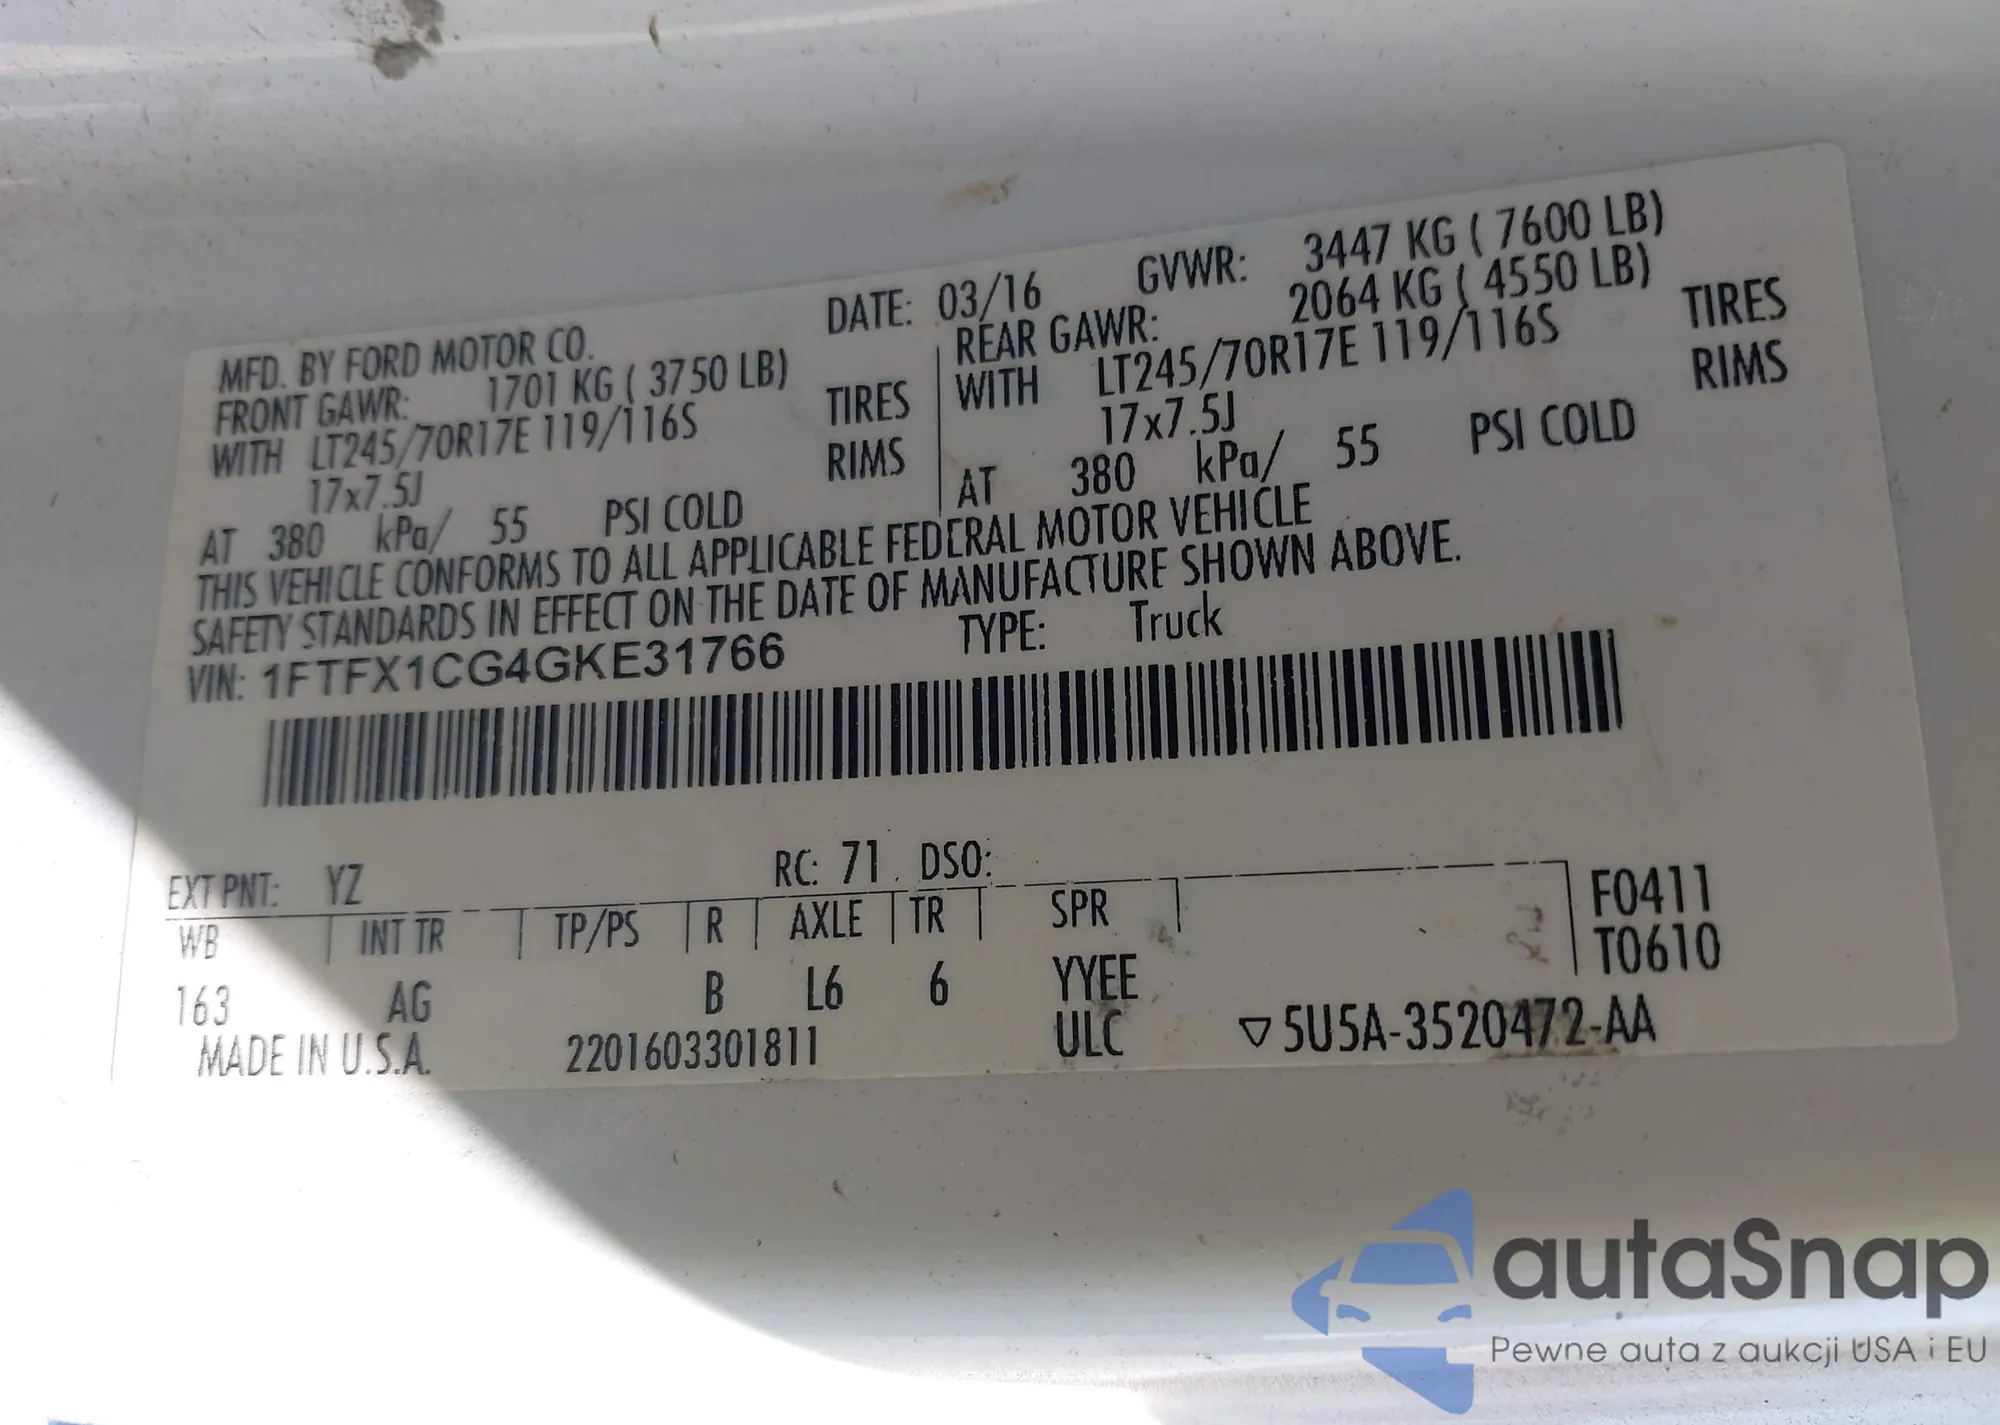 MFD. BY FORD MOTOR CO. DATE: 03/16 GVWR: 3447 KG ( 7600 LB)
FRONT GAWR: 1701 KG ( 3750 LB) REAR GAWR: 2064 KG ( 4550 LB)
WITH LT245/70R17E 119/116S TIRES WITH LT245/70R17E 119/116S TIRES
17x7.5J RIMS 17x7.5J RIMS
AT 380 kPa/ 55 PSI COLD AT 380 kPa/ 55 PSI COLD
THIS VEHICLE CONFORMS TO ALL APPLICABLE FEDERAL MOTOR VEHICLE
SAFETY STANDARDS IN EFFECT ON THE DATE OF MANUFACTURE SHOWN ABOVE.
VIN: 1FTFX1CG4GKE31766 TYPE: Truck
EXT PNT: YZ RC: 71 DSO:
WB INT TR TP/PS R AXLE TR SPR F0411
T0610
163 AG B L6 6 YYEE
MADE IN U.S.A. 2201603301811 ULC ▽5U5A-3520472-AA
autaSnap
Pewne auta z aukcji USA i EU